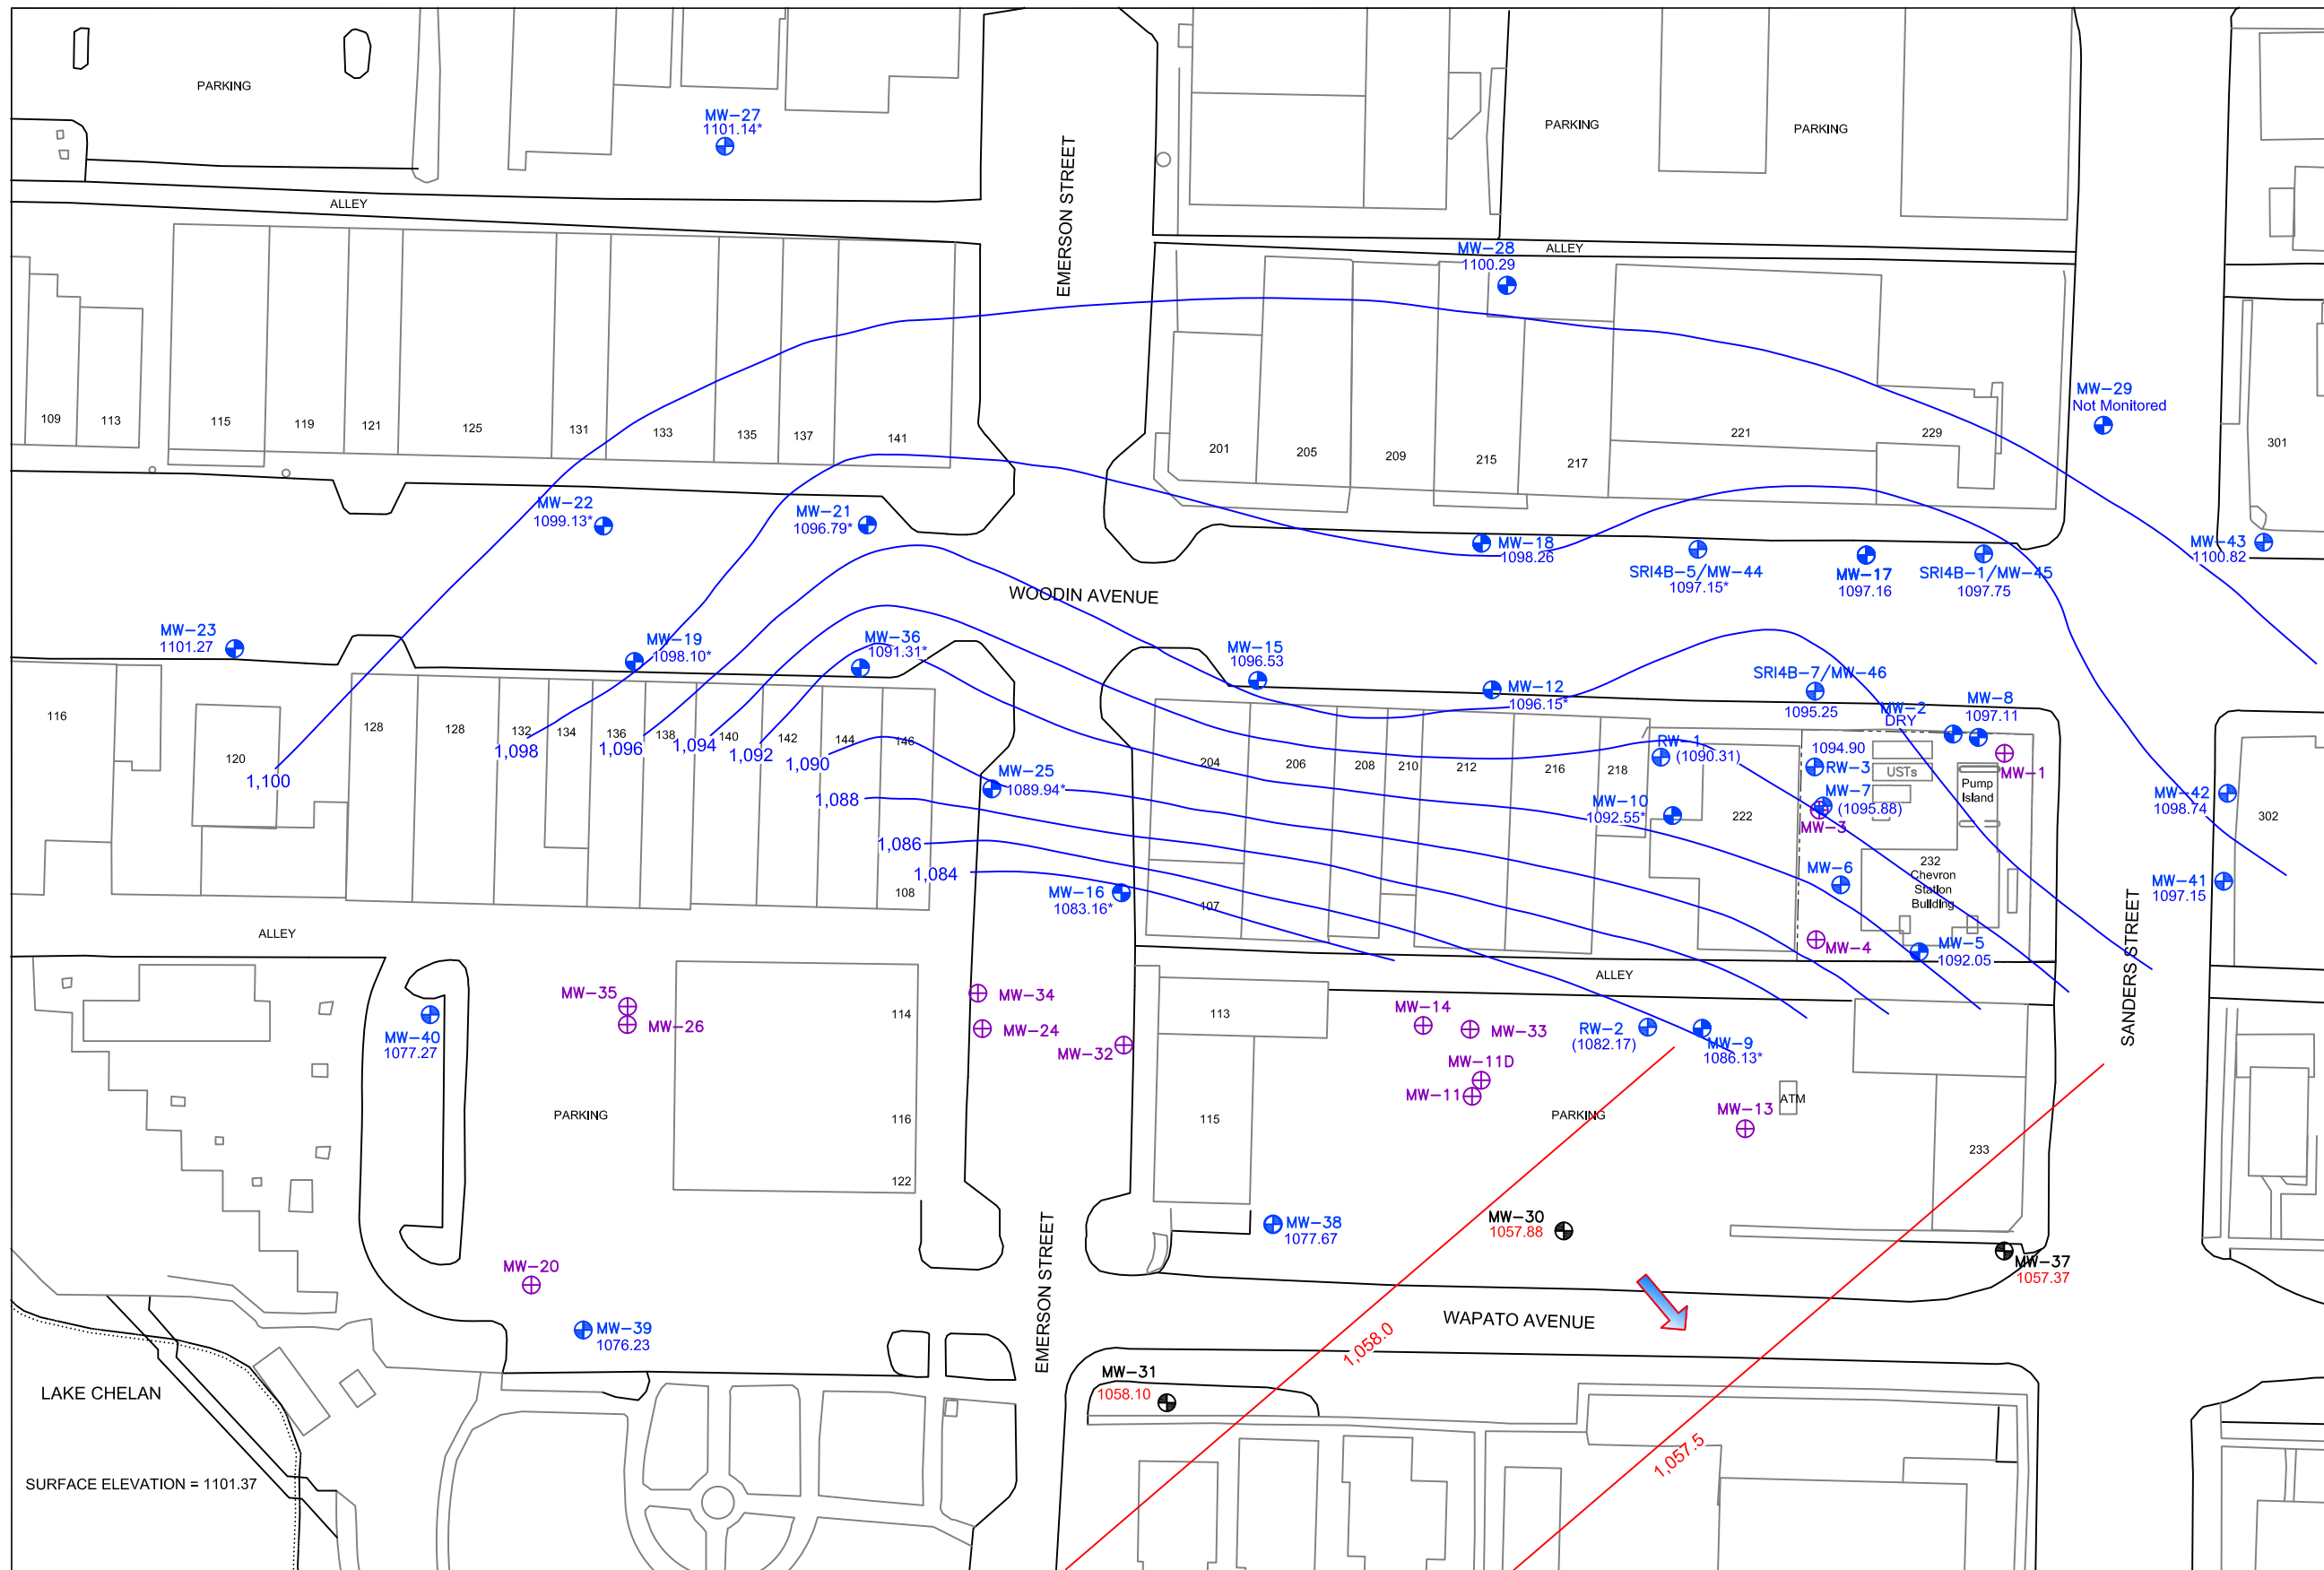 PARKING
MW-27
1101.14*
PARKING
PARKING
EMERSON STREET
ALLEY
MW-28
1100.29
ALLEY
MW-29
Not Monitored
109
113
115
119
121
125
131
133
135
137
141
201
205
209
215
217
221
229
301
MW-22
1099.13*
MW-21
1096.79*
MW-18
1098.26
SRI4B-5/MW-44
1097.15*
MW-17
1097.16
SRI4B-1/MW-45
1097.75
MW-43
1100.82
WOODIN AVENUE
MW-23
1101.27
MW-19
1098.10*
MW-36
1091.31*
MW-15
1096.53
MW-12
1096.15*
SRI4B-7/MW-46
1095.25
MW-2
DRY
MW-8
1097.11
116
120
128
128
132
134
136
138
140
142
144
146
1,100
1,098
1,096
1,094
1,092
1,090
1,088
1,086
1,084
108
MW-25
1089.94*
204
206
208
210
212
216
218
RW-1
(1090.31)
1094.90
RW-3
USTs
MW-1
Pump
Island
MW-7
(1095.88)
MW-3
MW-10
1092.55*
222
MW-42
1098.74
302
MW-6
232
Chevron
Station
Building
MW-41
1097.15
MW-16
1083.16*
107
ALLEY
MW-4
MW-5
1092.05
ALLEY
SANDERS STREET
MW-35
MW-26
MW-34
MW-24
MW-32
114
113
MW-14
MW-33
RW-2
(1082.17)
MW-9
1086.13*
MW-40
1077.27
MW-11D
MW-11
PARKING
116
115
PARKING
MW-13
ATM
233
122
MW-38
1077.67
MW-30
1057.88
MW-37
1057.37
MW-20
MW-39
1076.23
EMERSON STREET
WAPATO AVENUE
1,058.0
1,057.5
MW-31
1058.10
LAKE CHELAN
SURFACE ELEVATION = 1101.37